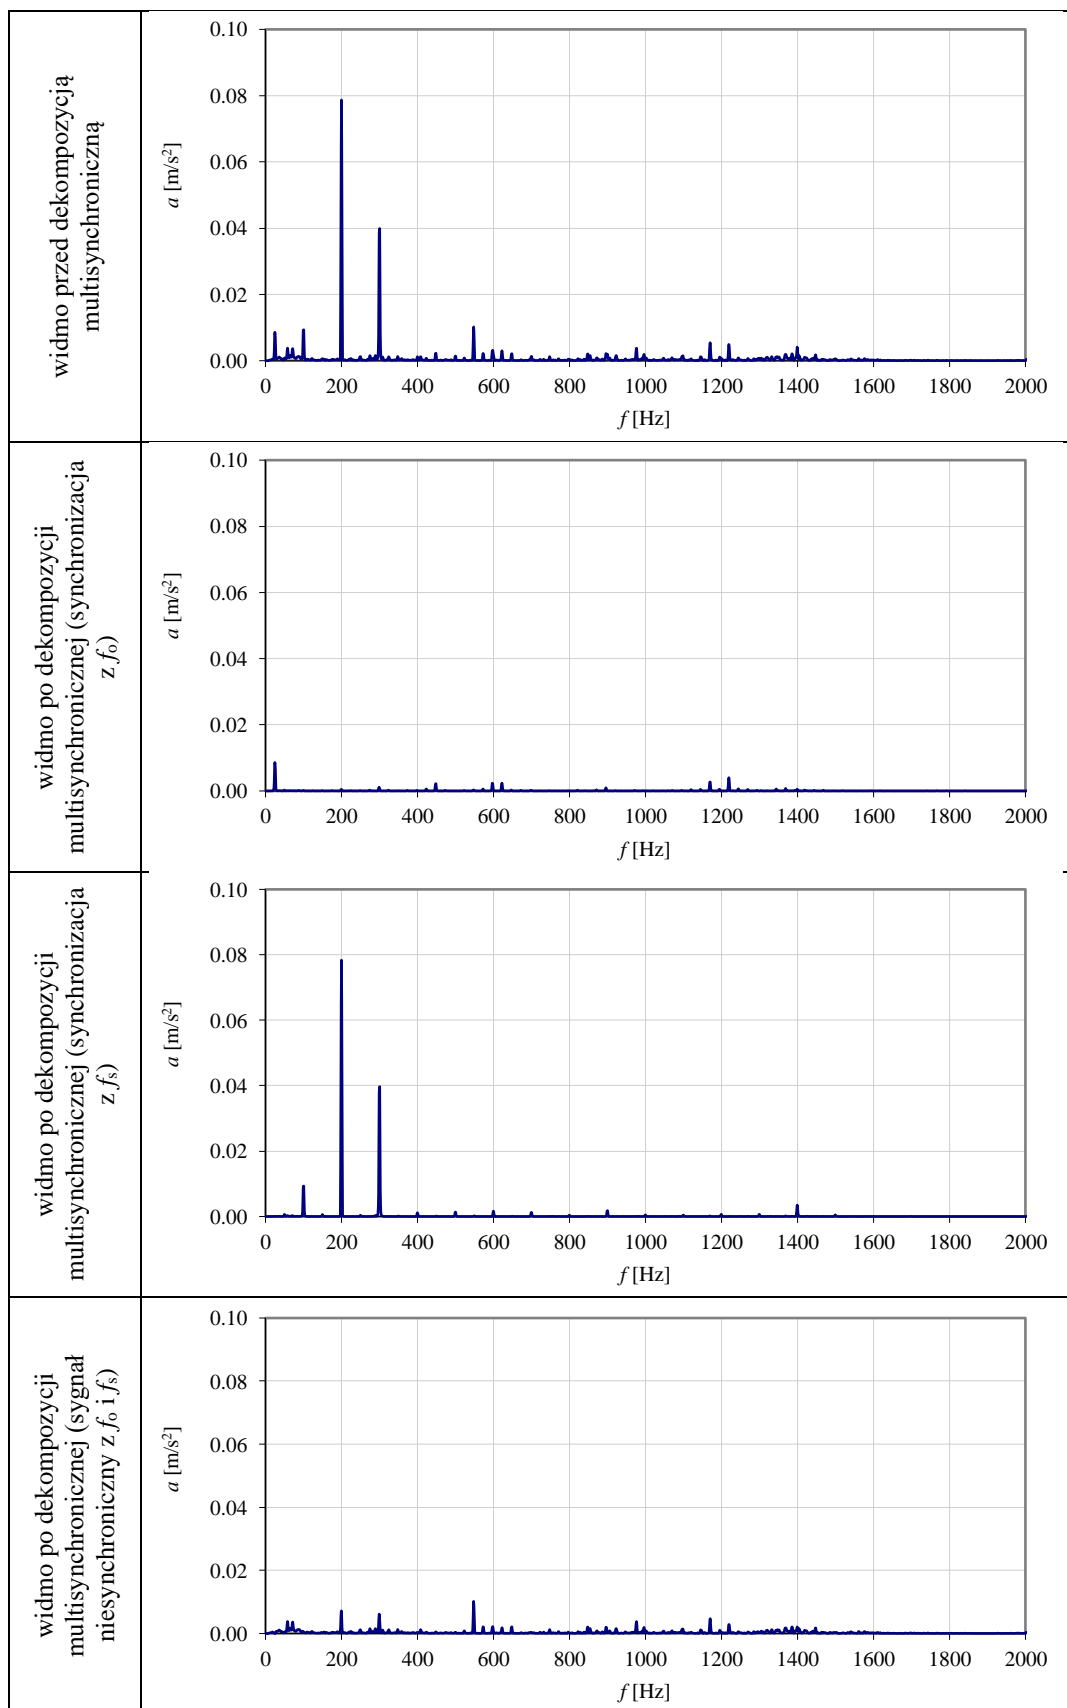 widmo przed dekompozycją
multisynchroniczną
0.10
0.08
0.06
0.04
0.02
0.00
a [m/s²]
0 200 400 600 800 1000 1200 1400 1600 1800 2000
f [Hz]
widmo po dekompozycji
multisynchronicznej (synchronizacja
z fo)
0.10
0.08
0.06
0.04
0.02
0.00
a [m/s²]
0 200 400 600 800 1000 1200 1400 1600 1800 2000
f [Hz]
widmo po dekompozycji
multisynchronicznej (synchronizacja
z fs)
0.10
0.08
0.06
0.04
0.02
0.00
a [m/s²]
0 200 400 600 800 1000 1200 1400 1600 1800 2000
f [Hz]
widmo po dekompozycji
multisynchronicznej (sygnał
niesynchroniczny z fo i fs)
0.10
0.08
0.06
0.04
0.02
0.00
a [m/s²]
0 200 400 600 800 1000 1200 1400 1600 1800 2000
f [Hz]